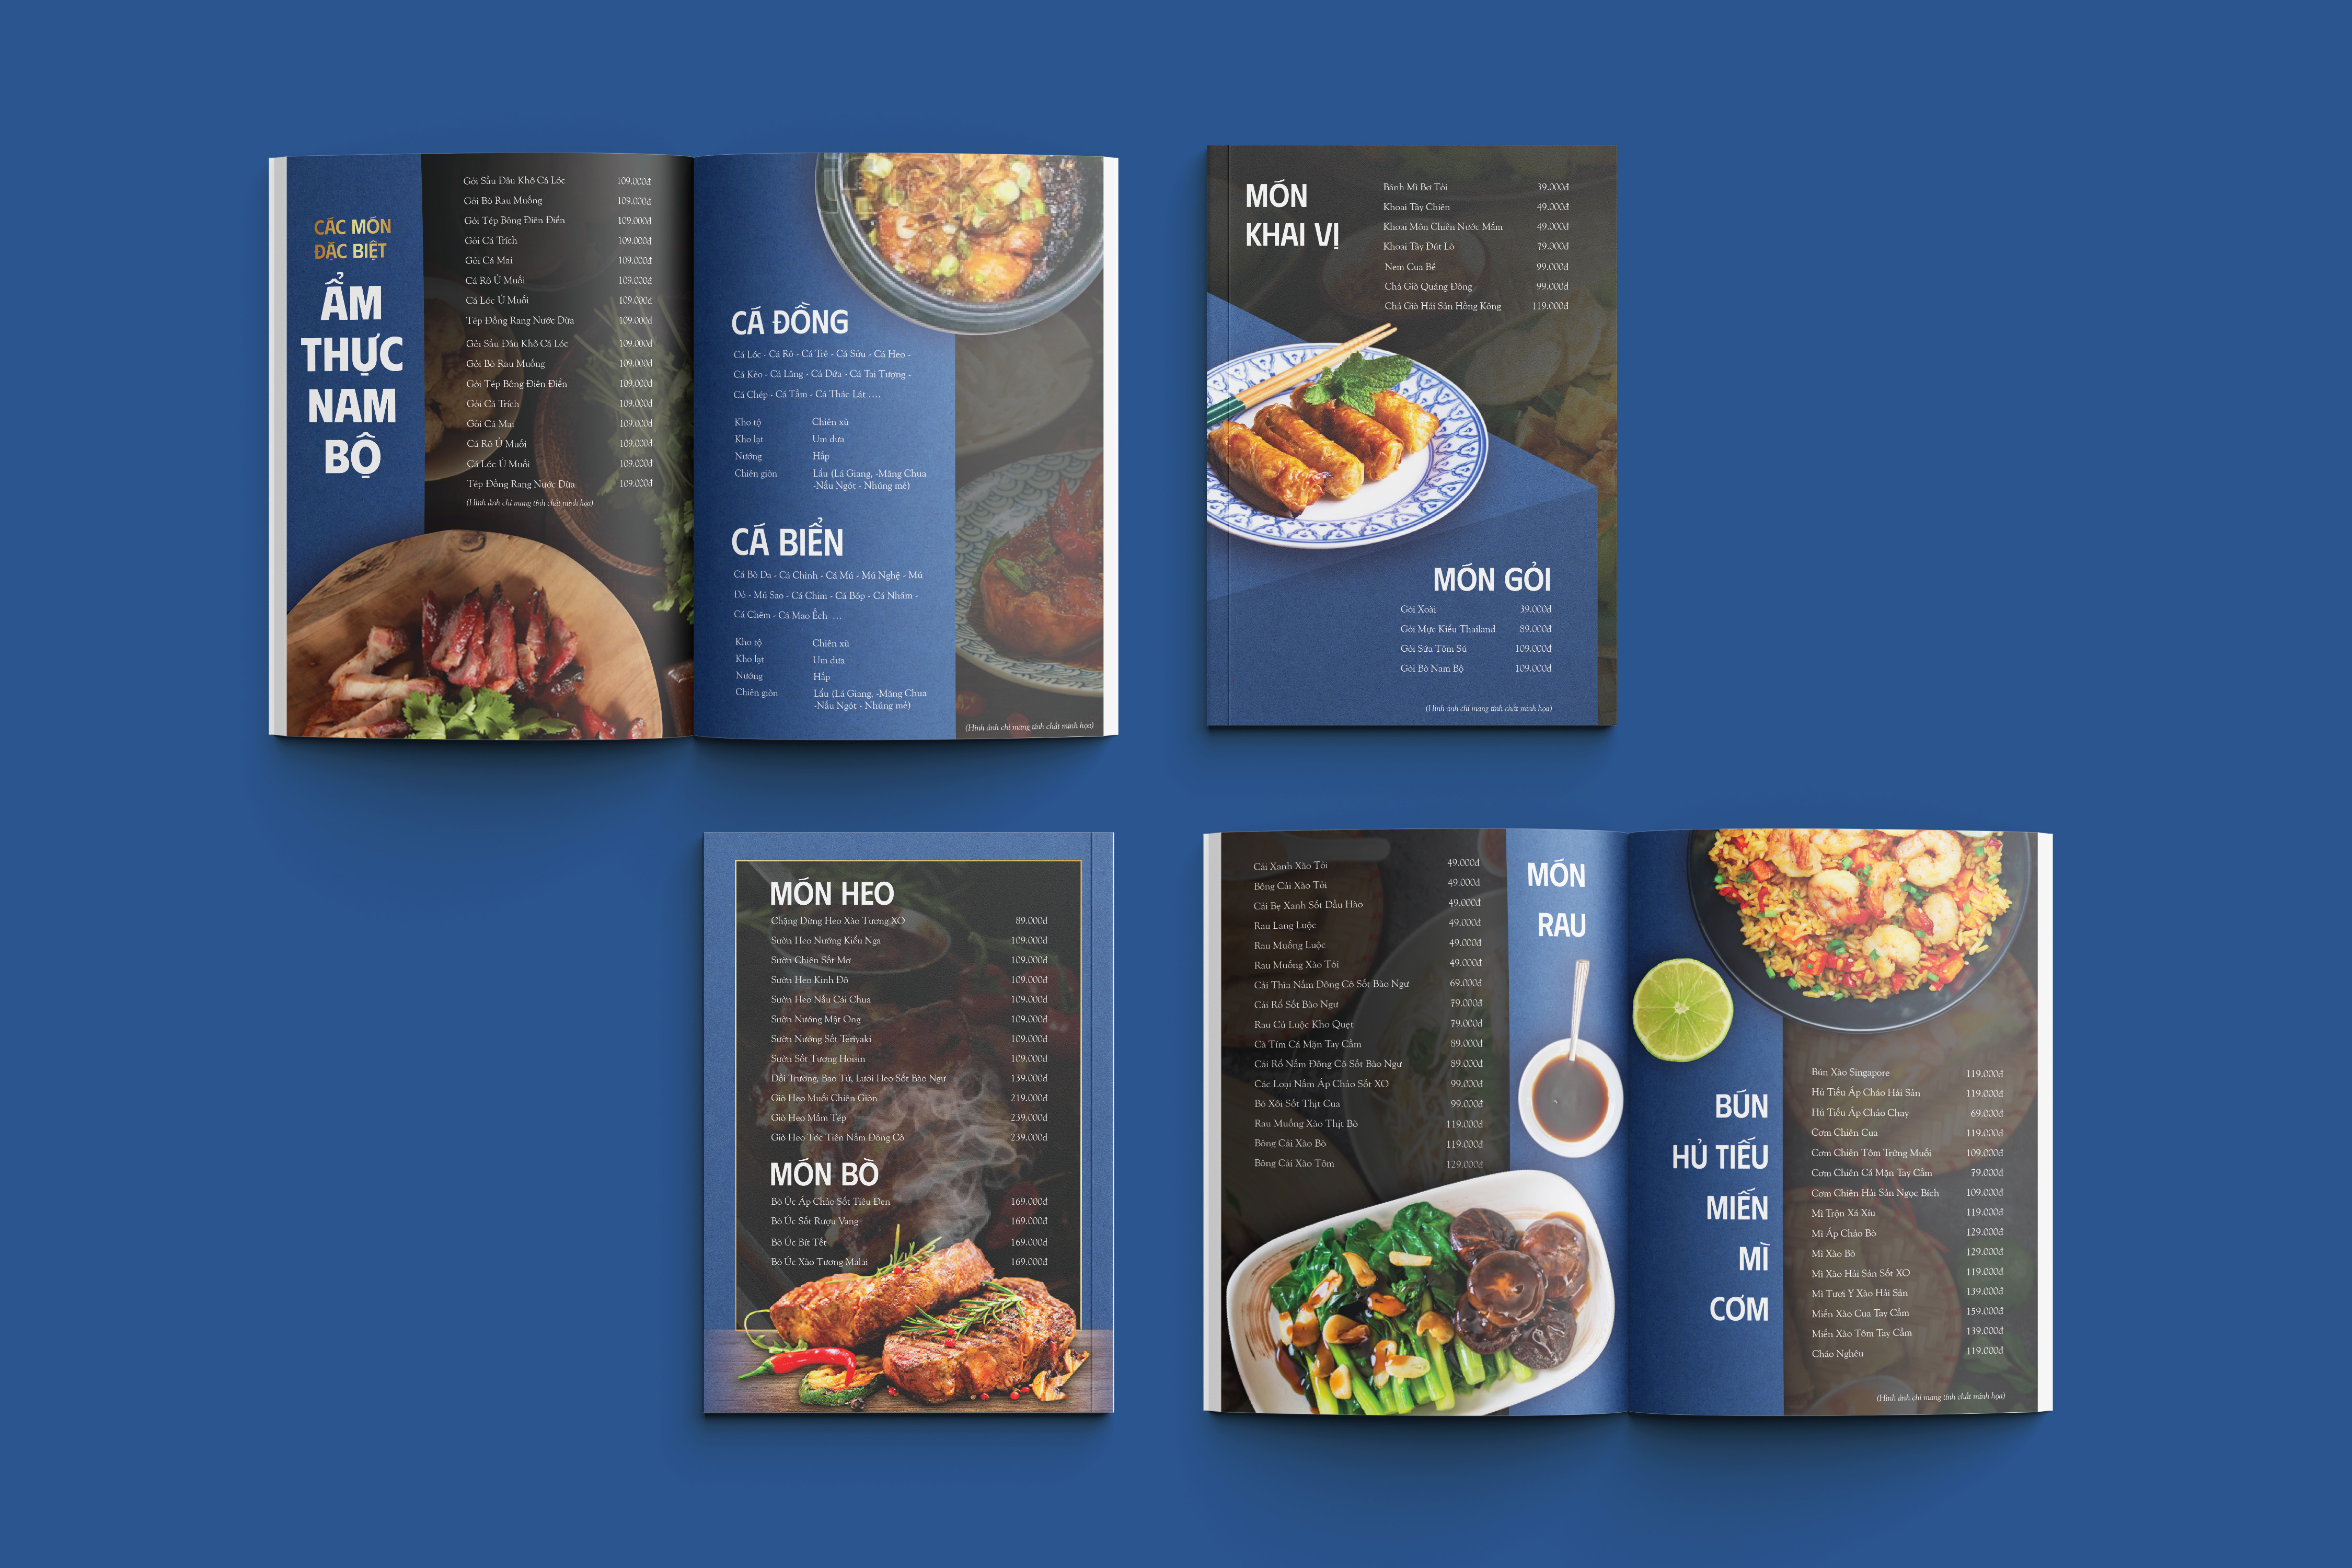 CÁC MÓN
ĐẶC BIỆT
ẨM
THỰC
NAM
BỘ
Gỏi Sầu Đâu Khô Cá Lóc 109.000đ
Gỏi Bò Rau Muống 109.000đ
Gỏi Tép Bông Điên Điển 109.000đ
Gỏi Cá Trích 109.000đ
Gỏi Cá Mai 109.000đ
Cá Rô Ủ Muối 109.000đ
Cá Lóc Ủ Muối 109.000đ
Tép Đồng Rang Nước Dừa 109.000đ
Gỏi Sầu Đâu Khô Cá Lóc 109.000đ
Gỏi Bò Rau Muống 109.000đ
Gỏi Tép Bông Điên Điển 109.000đ
Gỏi Cá Trích 109.000đ
Gỏi Cá Mai 109.000đ
Cá Rô Ủ Muối 109.000đ
Cá Lóc Ủ Muối 109.000đ
Tép Đồng Rang Nước Dừa 109.000đ
(Hình ảnh chỉ mang tính chất minh họa)
CÁ ĐỒNG
Cá Lóc - Cá Rô - Cá Trê - Cá Sửu - Cá Heo -
Cá Kèo - Cá Lăng - Cá Dứa - Cá Tai Tượng -
Cá Chép - Cá Tầm - Cá Thác Lát ....
Kho tộ Chiên xù
Kho lạt Um dưa
Nướng Hấp
Chiên giòn Lẩu (Lá Giang, -Măng Chua
-Nấu Ngót - Nhúng mẻ)
CÁ BIỂN
Cá Bò Da - Cá Chình - Cá Mú - Mú Nghệ - Mú
Đỏ - Mú Sao - Cá Chim - Cá Bóp - Cá Nhám -
Cá Chẽm - Cá Mao Ếch ...
Kho tộ Chiên xù
Kho lạt Um dưa
Nướng Hấp
Chiên giòn Lẩu (Lá Giang, -Măng Chua
-Nấu Ngót - Nhúng mẻ)
(Hình ảnh chỉ mang tính chất minh họa)
MÓN
KHAI VỊ
Bánh Mì Bơ Tỏi 39.000đ
Khoai Tây Chiên 49.000đ
Khoai Môn Chiên Nước Mắm 49.000đ
Khoai Tây Đút Lò 79.000đ
Nem Cua Bể 99.000đ
Chả Giò Quảng Đông 99.000đ
Chả Giò Hải Sản Hồng Kông 119.000đ
MÓN GỎI
Gỏi Xoài 39.000đ
Gỏi Mực Kiểu Thailand 89.000đ
Gỏi Sứa Tôm Sú 109.000đ
Gỏi Bò Nam Bộ 109.000đ
(Hình ảnh chỉ mang tính chất minh họa)
MÓN HEO
Chặng Dừng Heo Xào Tương XO 89.000đ
Sườn Heo Nướng Kiểu Nga 109.000đ
Sườn Chiên Sốt Mơ 109.000đ
Sườn Heo Kinh Đô 109.000đ
Sườn Heo Nấu Cải Chua 109.000đ
Sườn Nướng Mật Ong 109.000đ
Sườn Nướng Sốt Teriyaki 109.000đ
Sườn Sốt Tương Hoisin 109.000đ
Dồi Trường, Bao Tử, Lưỡi Heo Sốt Bào Ngư 139.000đ
Giò Heo Muối Chiên Giòn 219.000đ
Giò Heo Mắm Tép 239.000đ
Giò Heo Tóc Tiên Nấm Đông Cô 239.000đ
MÓN BÒ
Bò Úc Áp Chảo Sốt Tiêu Đen 169.000đ
Bò Úc Sốt Rượu Vang 169.000đ
Bò Úc Bít Tết 169.000đ
Bò Úc Xào Tương Malai 169.000đ
Cải Xanh Xào Tỏi 49.000đ
Bông Cải Xào Tỏi 49.000đ
Cải Bẹ Xanh Sốt Dầu Hào 49.000đ
Rau Lang Luộc 49.000đ
Rau Muống Luộc 49.000đ
Rau Muống Xào Tỏi 49.000đ
Cải Thìa Nấm Đông Cô Sốt Bào Ngư 69.000đ
Cải Rổ Sốt Bào Ngư 79.000đ
Rau Củ Luộc Kho Quẹt 79.000đ
Cà Tím Cá Mặn Tay Cầm 89.000đ
Cải Rổ Nấm Đông Cô Sốt Bào Ngư 89.000đ
Các Loại Nấm Áp Chảo Sốt XO 99.000đ
Bó Xôi Sốt Thịt Cua 99.000đ
Rau Muống Xào Thịt Bò 119.000đ
Bông Cải Xào Bò 119.000đ
Bông Cải Xào Tôm 129.000đ
MÓN
RAU
BÚN
HỦ TIẾU
MIẾN
MÌ
CƠM
Bún Xào Singapore 119.000đ
Hủ Tiếu Áp Chảo Hải Sản 119.000đ
Hủ Tiếu Áp Chảo Chay 69.000đ
Cơm Chiên Cua 119.000đ
Cơm Chiên Tôm Trứng Muối 109.000đ
Cơm Chiên Cá Mặn Tay Cầm 79.000đ
Cơm Chiên Hải Sản Ngọc Bích 109.000đ
Mì Trộn Xá Xíu 119.000đ
Mì Áp Chảo Bò 129.000đ
Mì Xào Bò 129.000đ
Mì Xào Hải Sản Sốt XO 119.000đ
Mì Tươi Y Xào Hải Sản 139.000đ
Miến Xào Cua Tay Cầm 159.000đ
Miến Xào Tôm Tay Cầm 139.000đ
Cháo Nghêu 119.000đ
(Hình ảnh chỉ mang tính chất minh họa)